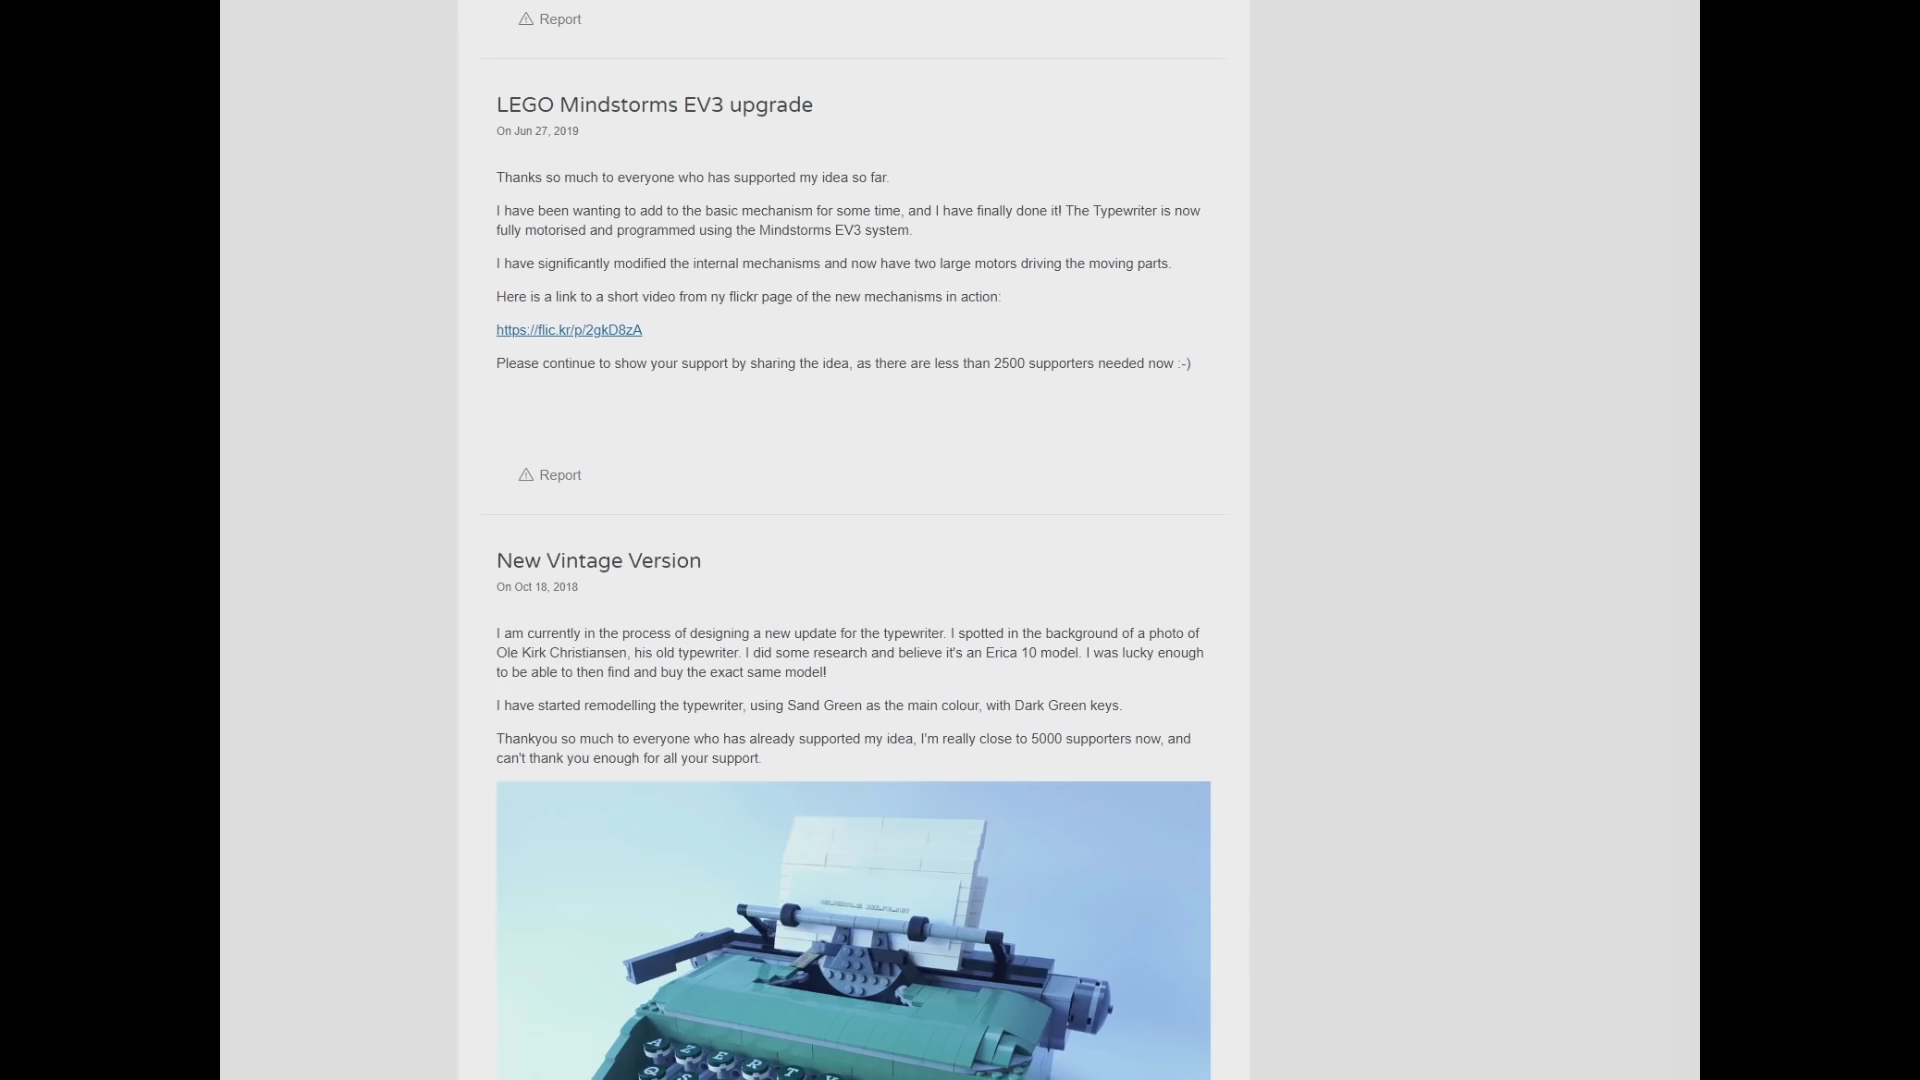 Report
LEGO Mindstorms EV3 upgrade
On Jun 27, 2019
Thanks so much to everyone who has supported my idea so far.
I have been wanting to add to the basic mechanism for some time, and I have finally done it! The Typewriter is now
fully motorised and programmed using the Mindstorms EV3 system.
I have significantly modified the internal mechanisms and now have two large motors driving the moving parts.
Here is a link to a short video from ny flickr page of the new mechanisms in action:
https://flic.kr/p/2gkD8zA
Please continue to show your support by sharing the idea, as there are less than 2500 supporters needed now :-)
Report
New Vintage Version
On Oct 18, 2018
I am currently in the process of designing a new update for the typewriter. I spotted in the background of a photo of
Ole Kirk Christiansen, his old typewriter. I did some research and believe it's an Erica 10 model. I was lucky enough
to be able to then find and buy the exact same model!
I have started remodelling the typewriter, using Sand Green as the main colour, with Dark Green keys.
Thankyou so much to everyone who has already supported my idea, I'm really close to 5000 supporters now, and
can't thank you enough for all your support.
A Z E R T
Q